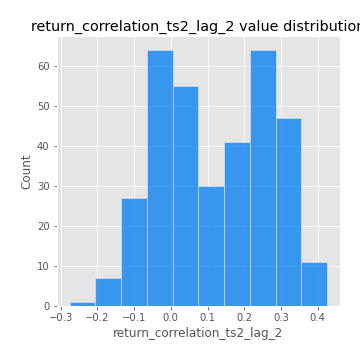 return_correlation_ts2_lag_2 value distribution
60
50
40
30
20
10
0
Count
−0.3 −0.2 −0.1 0.0 0.1 0.2 0.3 0.4
return_correlation_ts2_lag_2